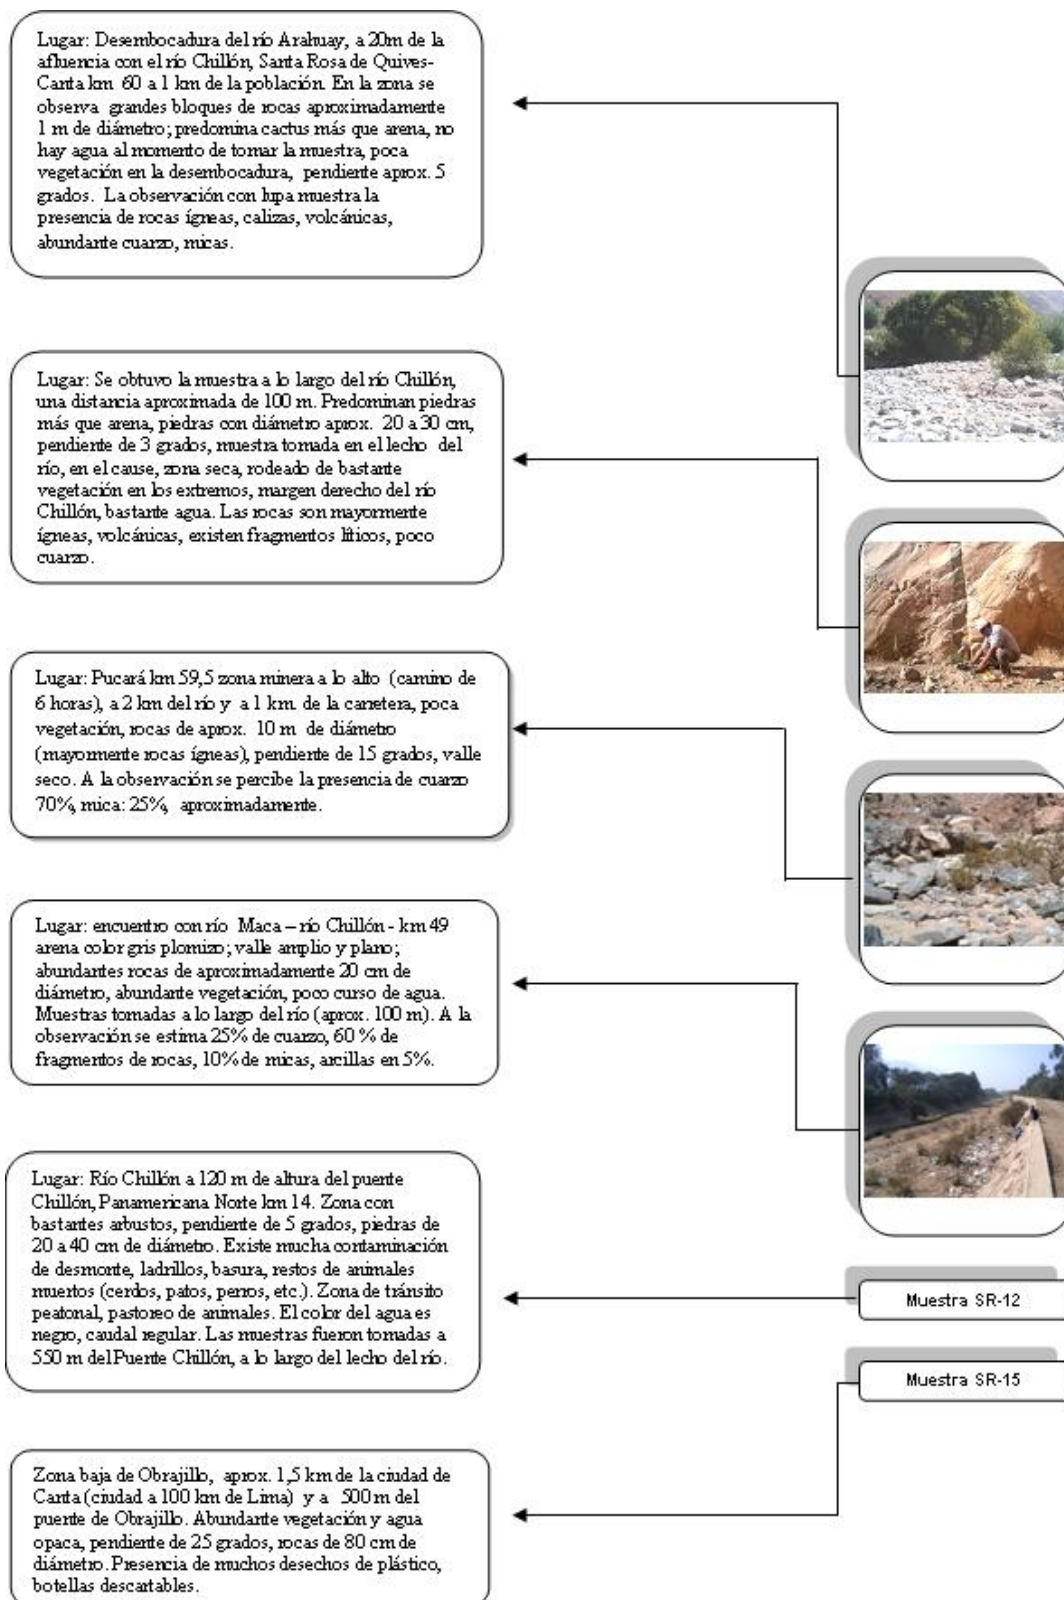 Lugar: Desembocadura del río Arahuay, a 20m de la
afluencia con el río Chillón, Santa Rosa de Quives-
Canta km 60 a 1 km de la población. En la zona se
observa grandes bloques de rocas aproximadamente
1 m de diámetro; predomina cactus más que arena, no
hay agua al momento de tomar la muestra, poca
vegetación en la desembocadura, pendiente aprox. 5
grados. La observación con lupa muestra la
presencia de rocas ígneas, calizas, volcánicas,
abundante cuarzo, micas.
Lugar: Se obtuvo la muestra a lo largo del río Chillón,
una distancia aproximada de 100 m. Predominan piedras
más que arena, piedras con diámetro aprox. 20 a 30 cm,
pendiente de 3 grados, muestra tomada en el lecho del
río, en el cause, zona seca, rodeado de bastante
vegetación en los extremos, margen derecho del río
Chillón, bastante agua. Las rocas son mayormente
ígneas, volcánicas, existen fragmentos líticos, poco
cuarzo.
Lugar: Pucará km 59,5 zona minera a lo alto (camino de
6 horas), a 2 km del río y a 1 km. de la carretera, poca
vegetación, rocas de aprox. 10 m de diámetro
(mayormente rocas ígneas), pendiente de 15 grados, valle
seco. A la observación se percibe la presencia de cuarzo
70%, mica: 25%, aproximadamente.
Lugar: encuentro con río Maca – río Chillón - km 49
arena color gris plomizo; valle amplio y plano;
abundantes rocas de aproximadamente 20 cm de
diámetro, abundante vegetación, poco curso de agua.
Muestras tomadas a lo largo del río (aprox. 100 m). A la
observación se estima 25% de cuarzo, 60 % de
fragmentos de rocas, 10% de micas, arcillas en 5%.
Lugar: Río Chillón a 120 m de altura del puente
Chillón, Panamericana Norte km 14. Zona con
bastantes arbustos, pendiente de 5 grados, piedras de
20 a 40 cm de diámetro. Existe mucha contaminación
de desmonte, ladrillos, basura, restos de animales
muertos (cerdos, patos, perros, etc.). Zona de tránsito
peatonal, pastoreo de animales. El color del agua es
negro, caudal regular. Las muestras fueron tomadas a
550 m del Puente Chillón, a lo largo del lecho del río.
Muestra SR-12
Muestra SR-15
Zona baja de Obrajillo, aprox. 1,5 km de la ciudad de
Canta (ciudad a 100 km de Lima) y a 500 m del
puente de Obrajillo. Abundante vegetación y agua
opaca, pendiente de 25 grados, rocas de 80 cm de
diámetro. Presencia de muchos desechos de plástico,
botellas descartables.